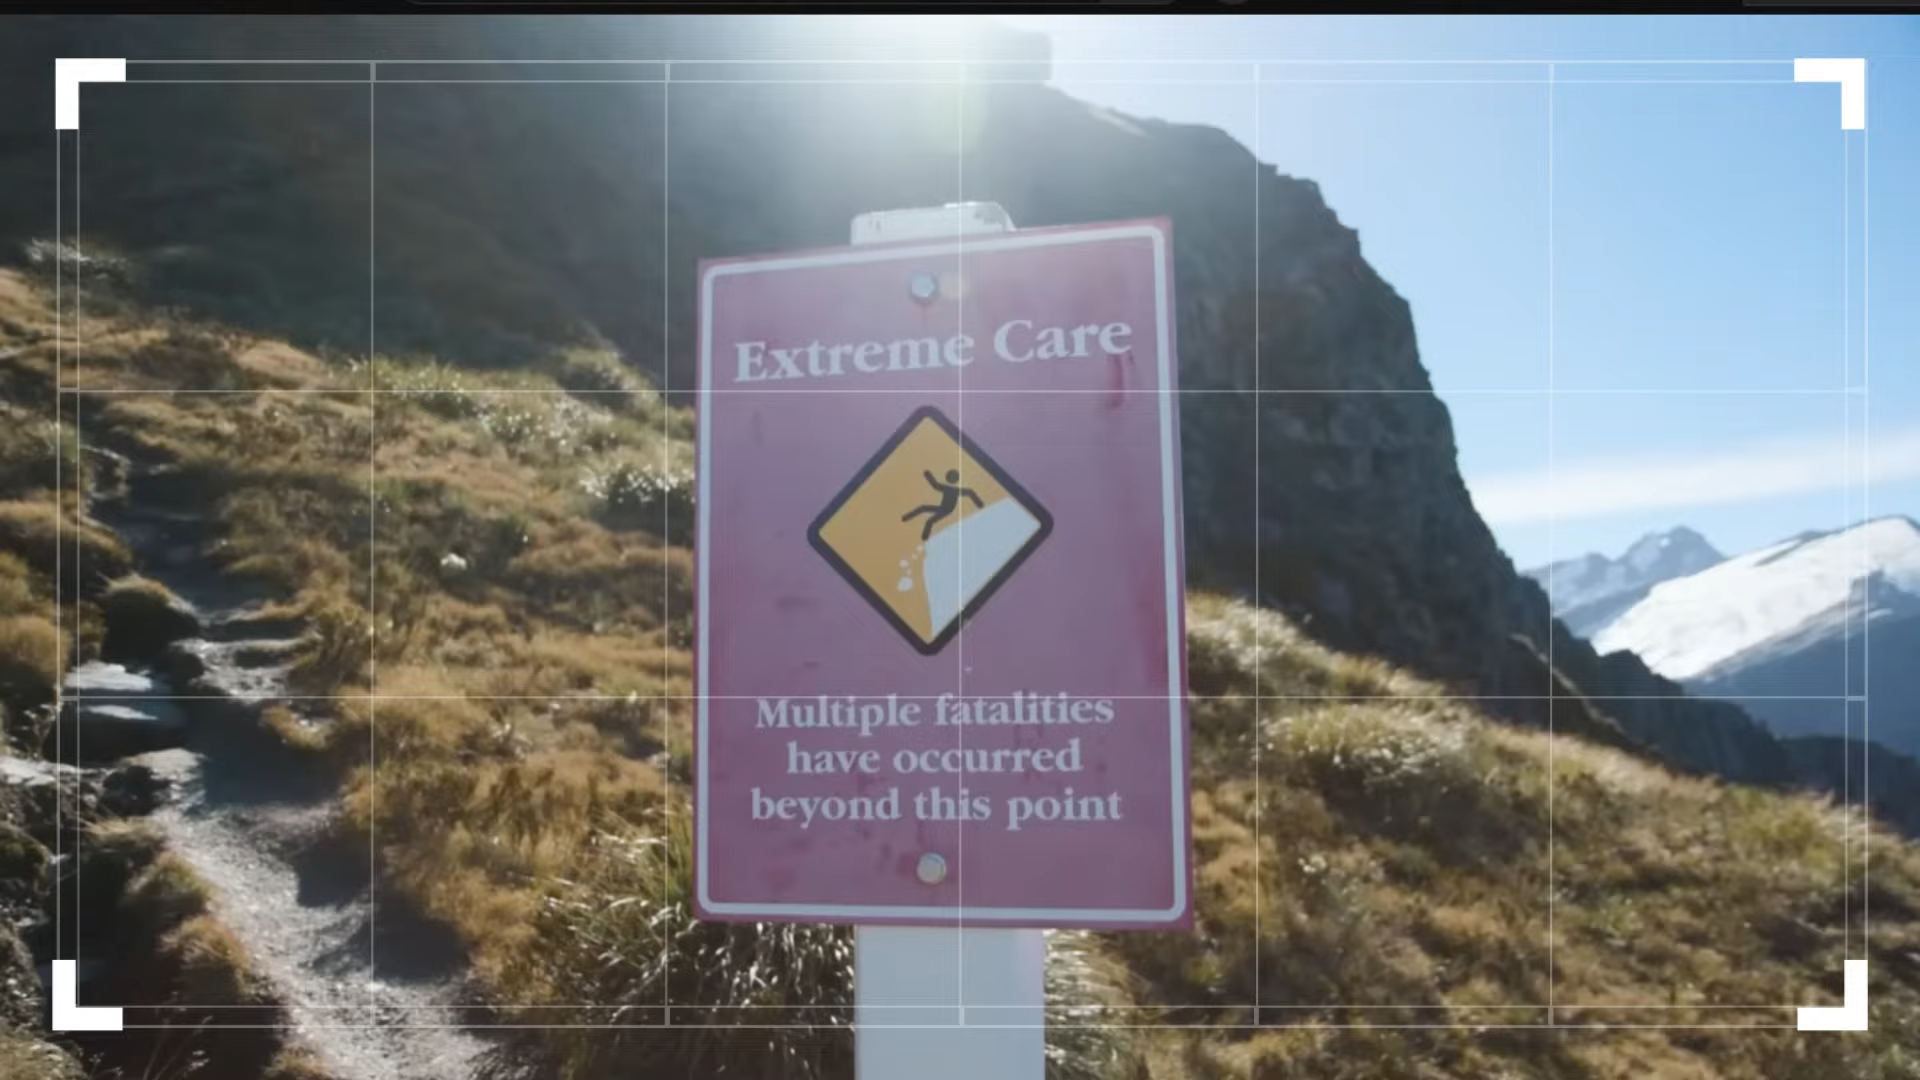 Extreme Care
Multiple fatalities
have occurred
beyond this point